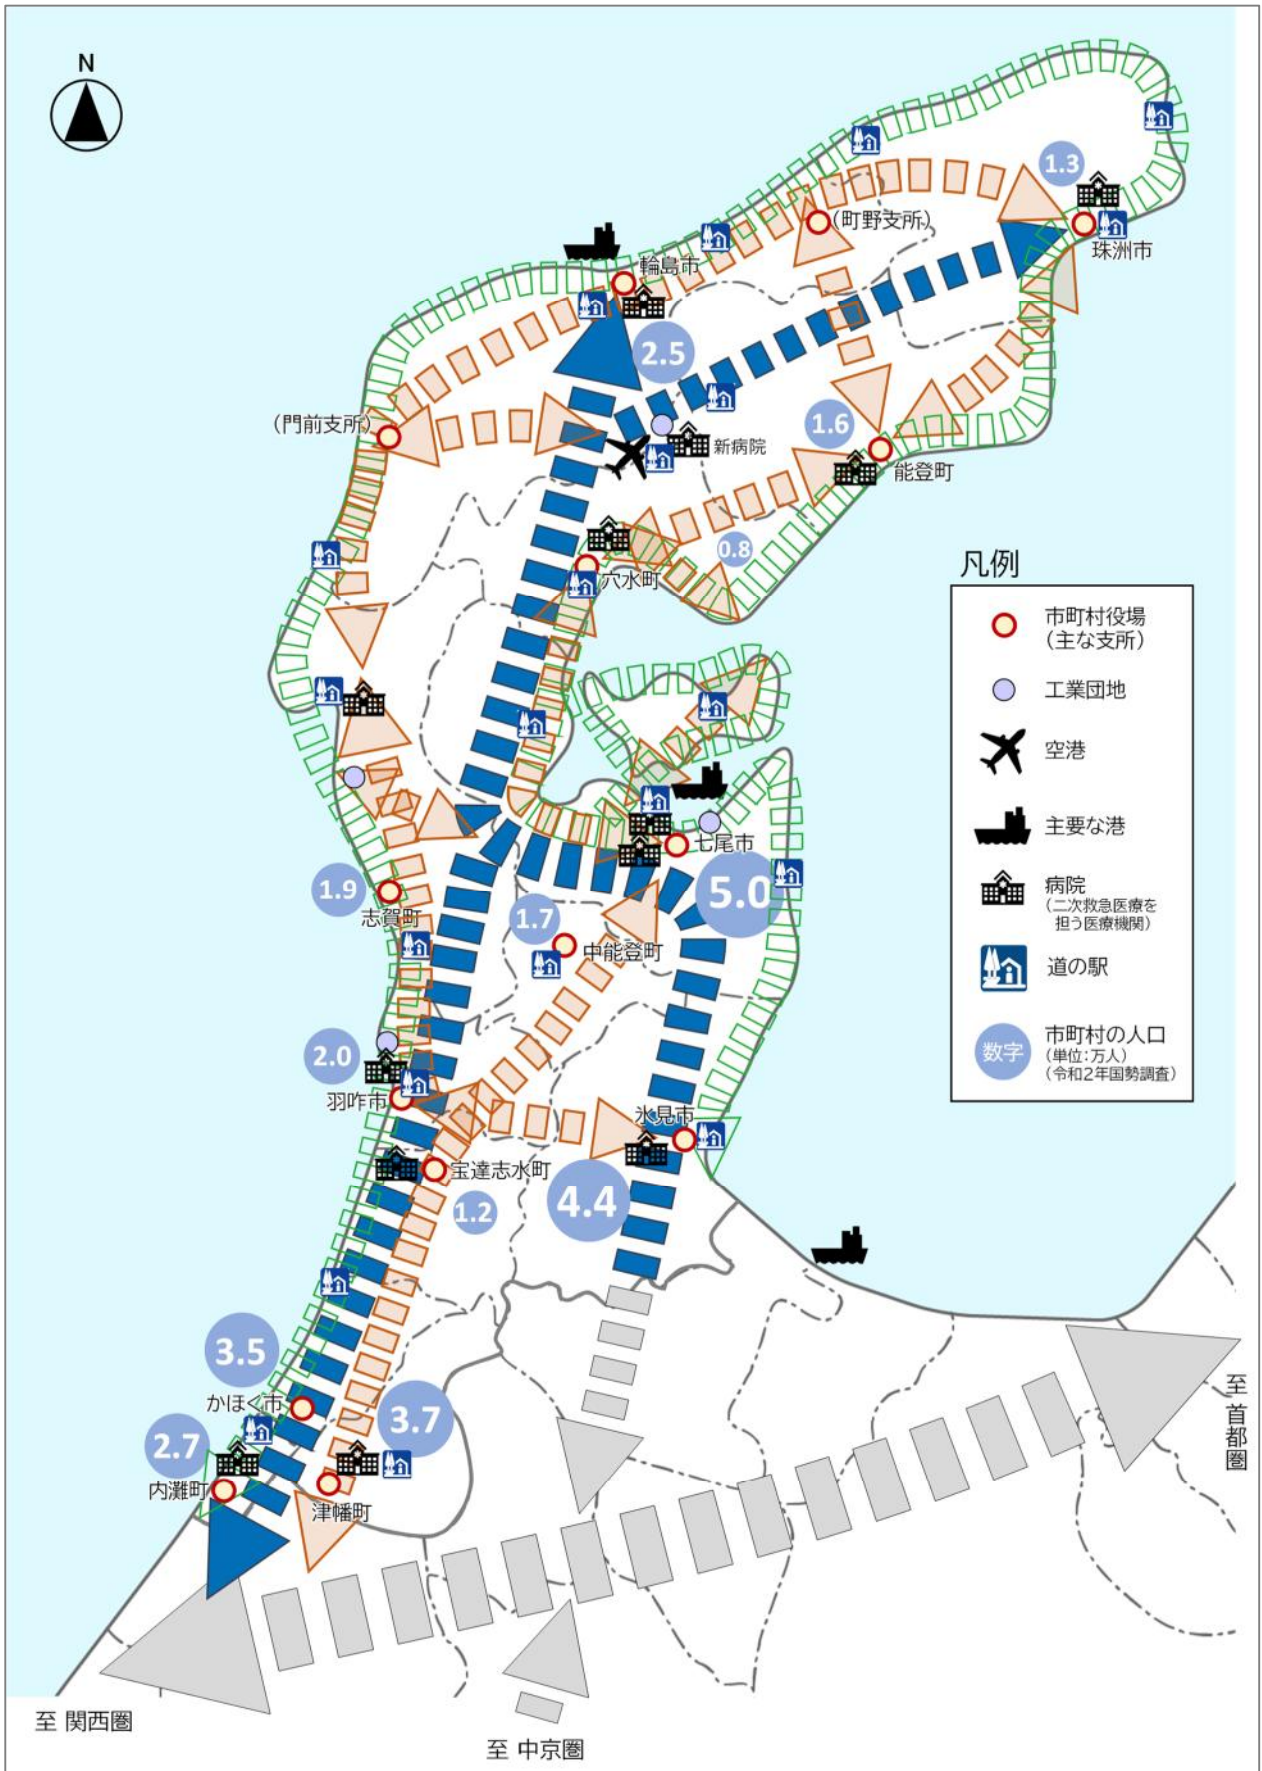 N
1.3
(町野支所)
珠洲市
輪島市
2.5
(門前支所)
1.6
新病院
能登町
0.8
穴水町
凡例
市町村役場
(主な支所)
工業団地
空港
主要な港
病院
(二次救急医療を
担う医療機関)
道の駅
数字
市町村の人口
(単位:万人)
(令和2年国勢調査)
七尾市
5.0
1.9
志賀町
1.7
中能登町
2.0
羽咋市
氷見市
宝達志水町
1.2
4.4
3.5
かほく市
3.7
2.7
内灘町
津幡町
至 首都圏
至 関西圏
至 中京圏